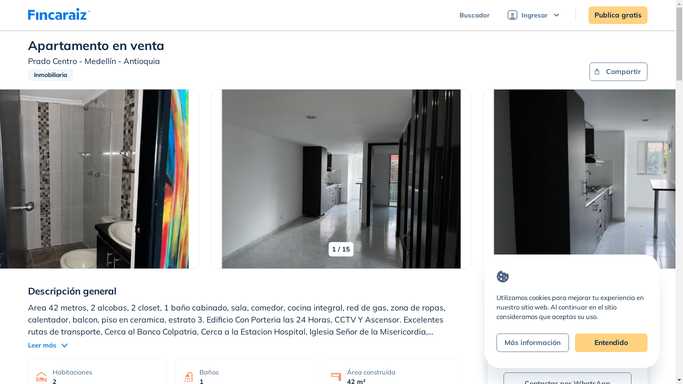 Fincaraiz
Buscador
Ingresar
Publica gratis
Apartamento en venta
Prado Centro - Medellín - Antioquia
Inmobiliaria
Compartir
1 / 15
Descripción general
Area 42 metros, 2 alcobas, 2 closet, 1 baño cabinado, sala, comedor, cocina integral, red de gas, zona de ropas,
calentador, balcon, piso en ceramica, estrato 3. Edificio Con Porteria las 24 Horas, CCTV Y Ascensor. Excelentes
rutas de transporte, Cerca al Banco Colpatria, Cerca a la Estacion Hospital, Iglesia Señor de la Misericordia,...
Leer más
Habitaciones
2
Baños
1
Área construida
42 m²
Utilizamos cookies para mejorar tu experiencia en
nuestro sitio web. Al continuar en el sitio
consideramos que aceptas su uso.
Más información
Entendido
Contactar por WhatsApp